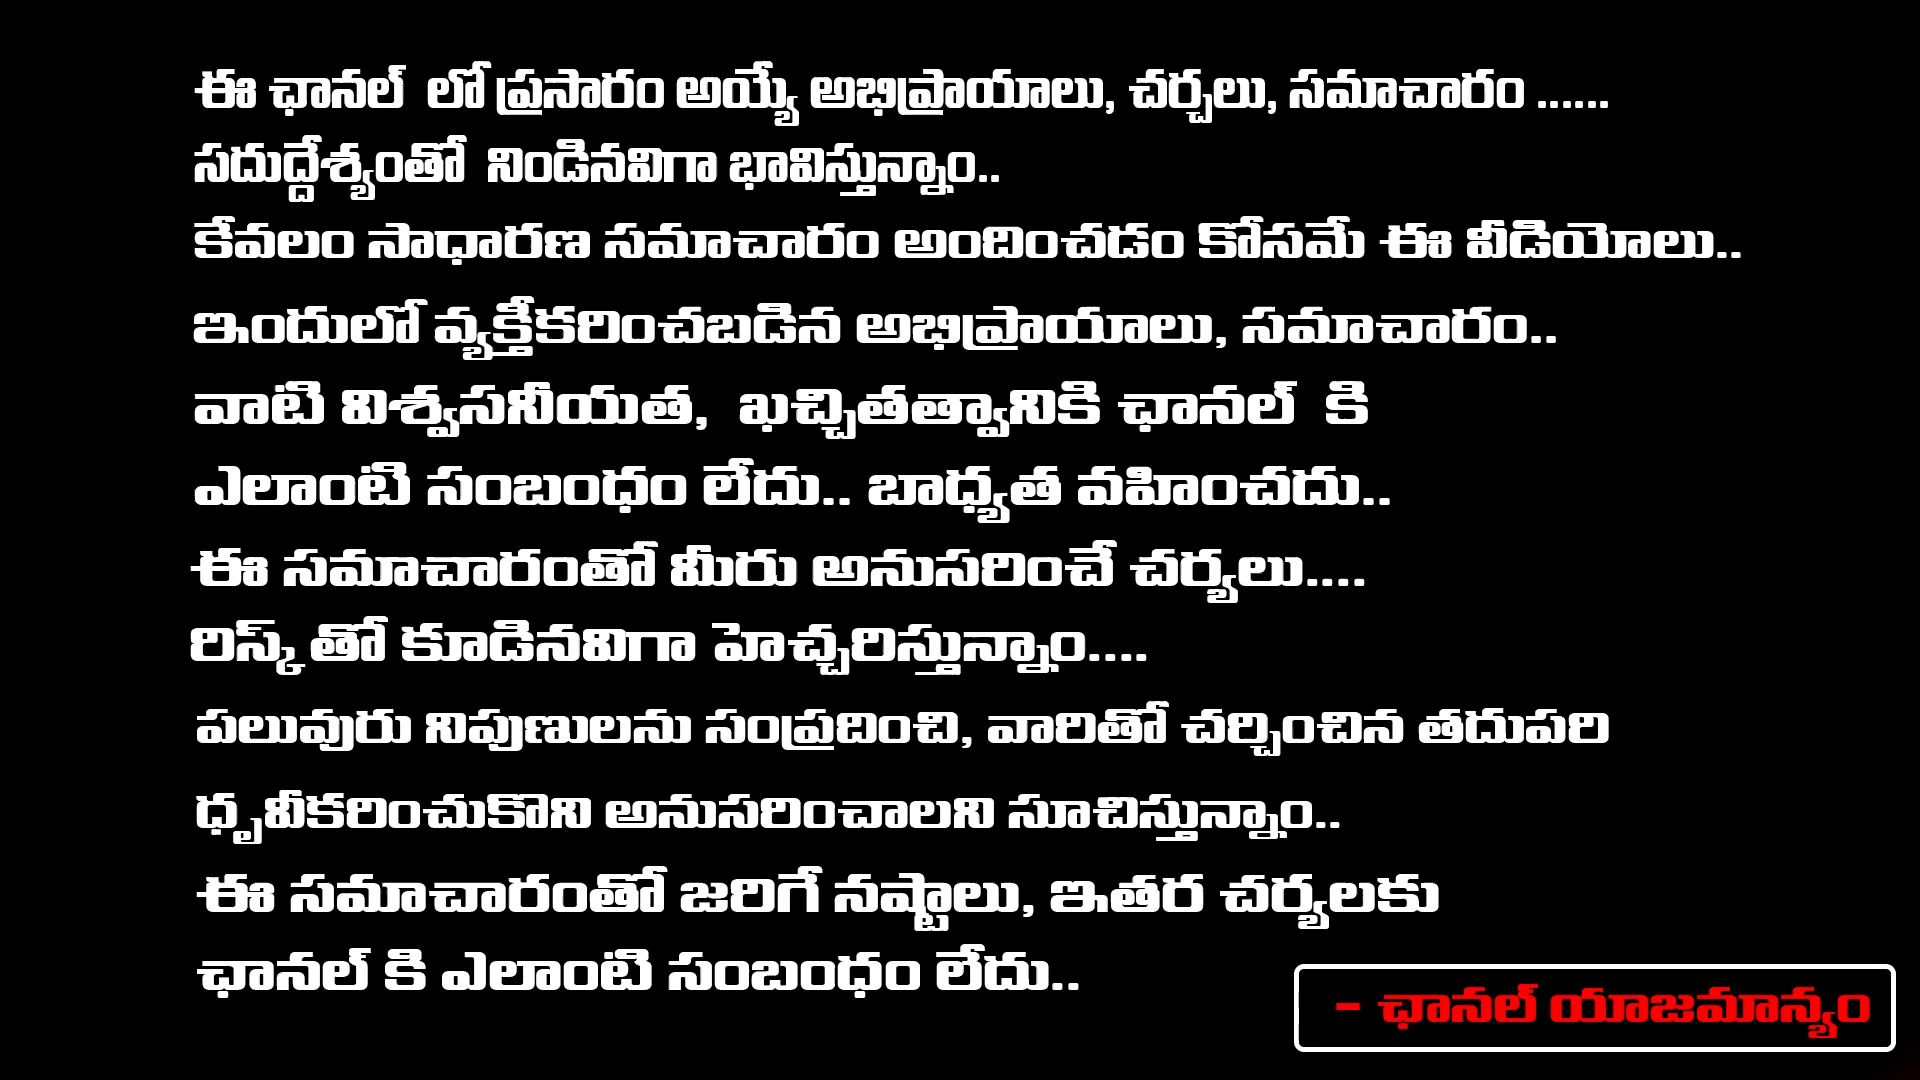 ఈ ఛానల్ లో ప్రసారం అయ్యే అభిప్రాయాలు, చర్చలు, సమాచారం ......
సదుద్దేశ్యంతో నిండినవిగా భావిస్తున్నాం..
కేవలం సాధారణ సమాచారం అందించడం కోసమే ఈ వీడియోలు..
ఇందులో వ్యక్తీకరించబడిన అభిప్రాయాలు, సమాచారం..
వాటి విశ్వసనీయత, ఖచ్చితత్వానికి ఛానల్ కి
ఎలాంటి సంబంధం లేదు.. బాధ్యత వహించదు..
ఈ సమాచారంతో మీరు అనుసరించే చర్యలు....
రిస్క్ తో కూడినవిగా హెచ్చరిస్తున్నాం....
పలువురు నిపుణులను సంప్రదించి, వారితో చర్చించిన తదుపరి
ధృవీకరించుకొని అనుసరించాలని సూచిస్తున్నాం..
ఈ సమాచారంతో జరిగే నష్టాలు, ఇతర చర్యలకు
ఛానల్ కి ఎలాంటి సంబంధం లేదు..
- ఛానల్ యాజమాన్యం